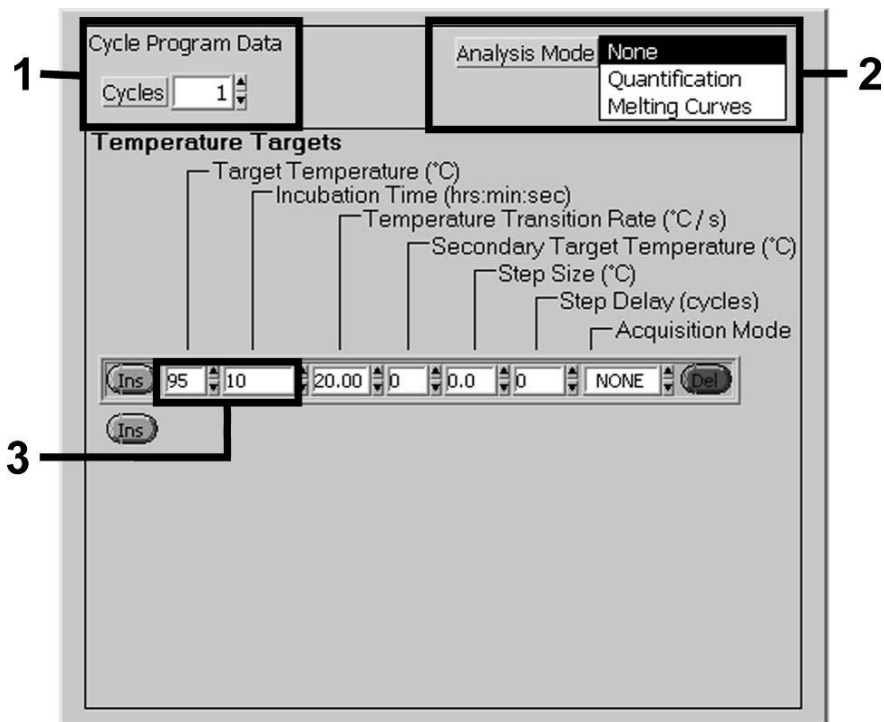 Cycle Program Data
Cycles 1
Analysis Mode None
Quantification
Melting Curves
1
2
Temperature Targets
Target Temperature (°C)
Incubation Time (hrs:min:sec)
Temperature Transition Rate (°C / s)
Secondary Target Temperature (°C)
Step Size (°C)
Step Delay (cycles)
Acquisition Mode
Ins 95 10 20.00 0 0.0 0 NONE Del
Ins
3